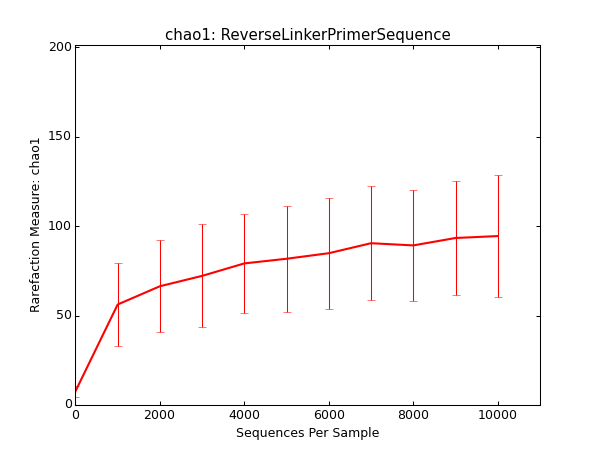 chao1: ReverseLinkerPrimerSequence
200
150
100
50
0
Rarefaction Measure: chao1
0 2000 4000 6000 8000 10000
Sequences Per Sample